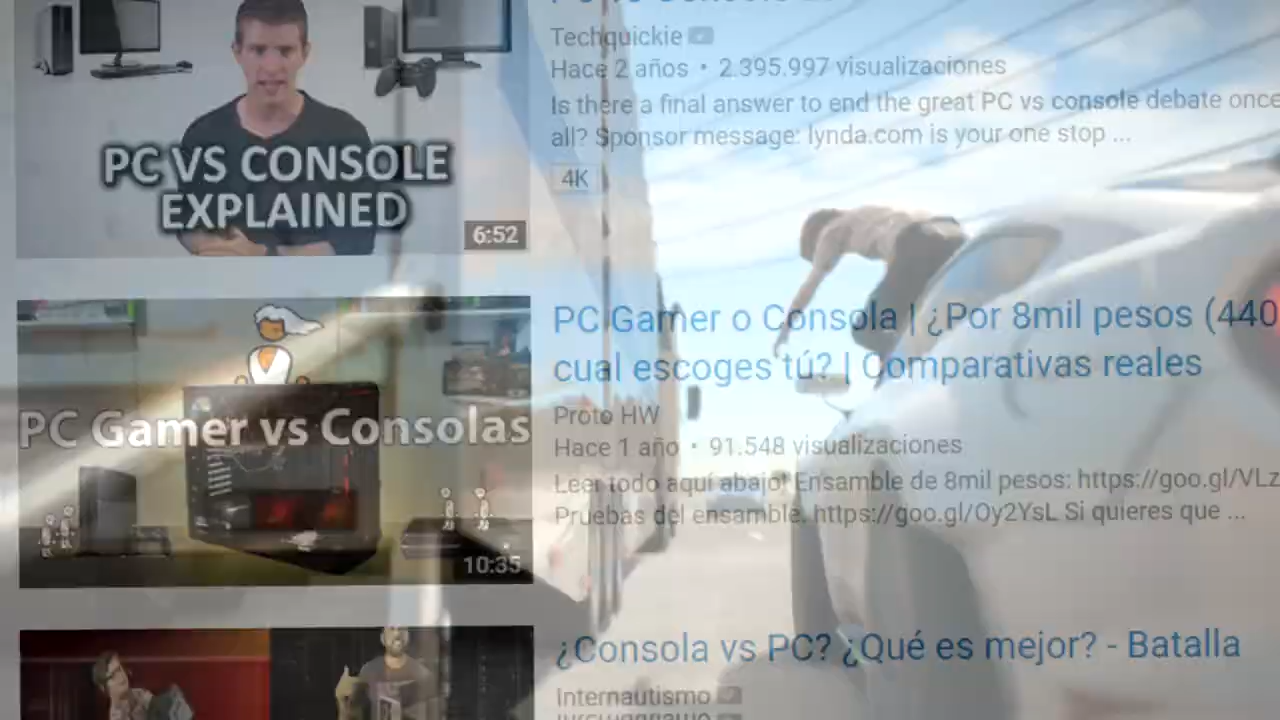 Techquickie
Hace 2 años • 2.395.997 visualizaciones
Is there a final answer to end the great PC vs console debate once
all? Sponsor message: lynda.com is your one stop ...
4K
PC VS CONSOLE
EXPLAINED
6:52
PC Gamer o Consola | ¿Por 8mil pesos (440
cual escoges tú? | Comparativas reales
Proto HW
Hace 1 año • 91.548 visualizaciones
Leer todo aquí abajo! Ensamble de 8mil pesos: https://goo.gl/VLz
Pruebas del ensamble. https://goo.gl/Oy2YsL Si quieres que ...
PC Gamer vs Consolas
10:35
¿Consola vs PC? ¿Qué es mejor? - Batalla
Internautismo